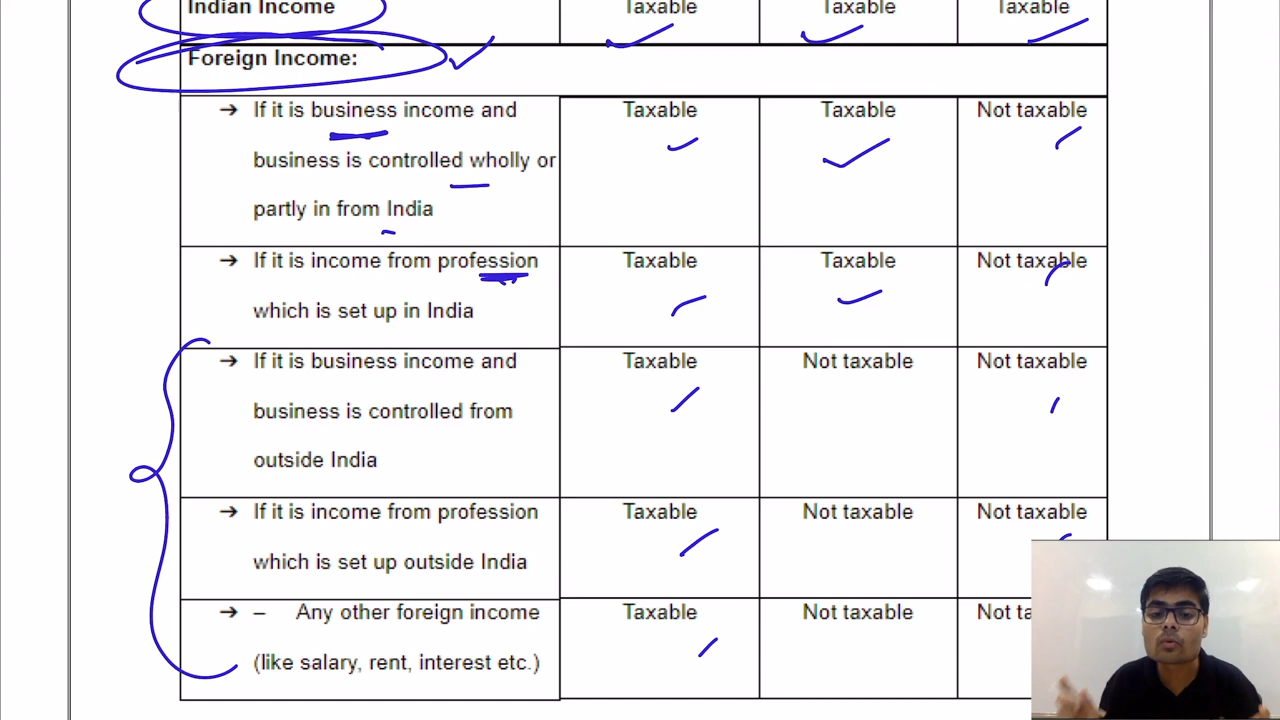 Indian Income Taxable Taxable Taxable
Foreign Income:
➔ If it is business income and Taxable Taxable Not taxable
business is controlled wholly or
partly in from India
➔ If it is income from profession Taxable Taxable Not taxable
which is set up in India
➔ If it is business income and Taxable Not taxable Not taxable
business is controlled from
outside India
➔ If it is income from profession Taxable Not taxable Not taxable
which is set up outside India
➔ – Any other foreign income Taxable Not taxable Not
(like salary, rent, interest etc.)